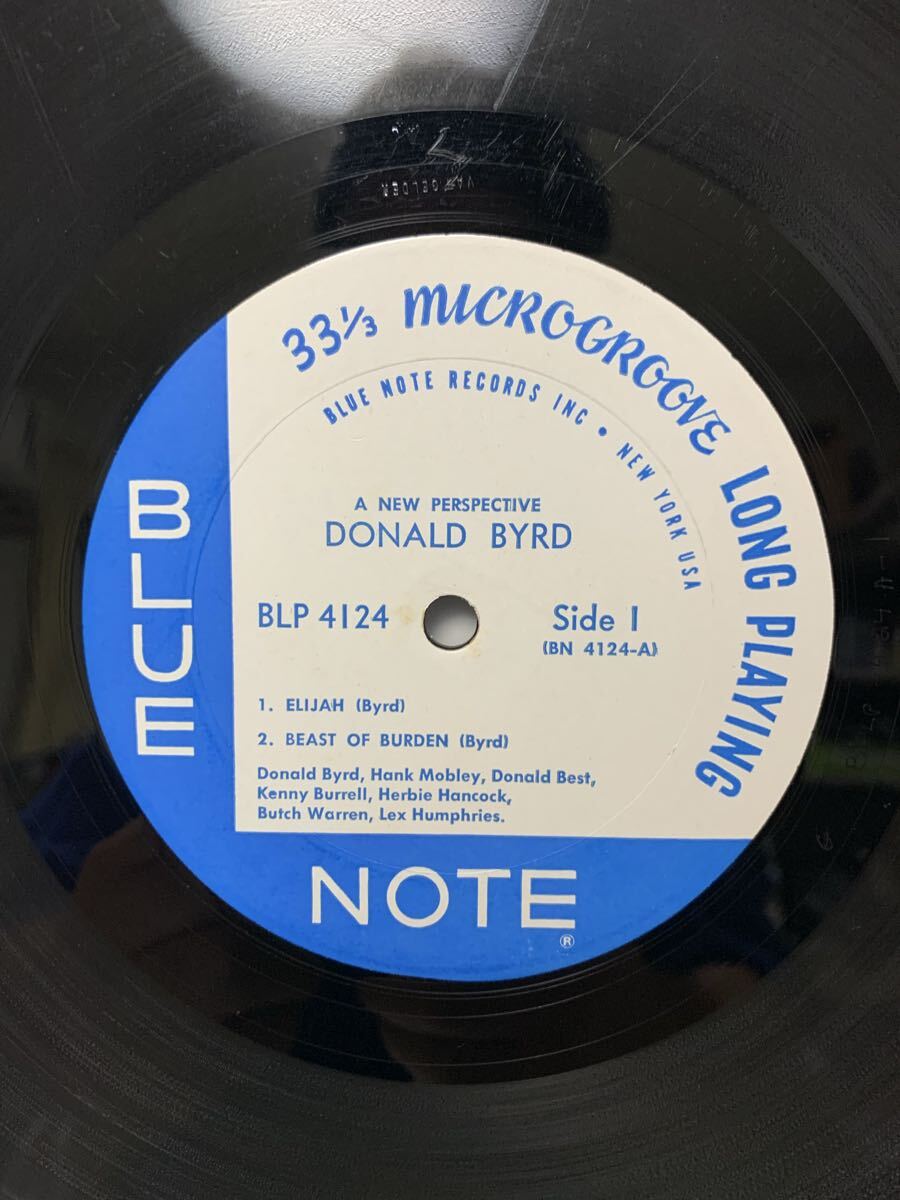 VAN GELDER
33⅓ MICROGROOVE LONG PLAYING
BLUE NOTE RECORDS INC • NEW YORK USA
A NEW PERSPECTIVE
DONALD BYRD
BLP 4124
Side 1
(BN 4124-A)
1. ELIJAH (Byrd)
2. BEAST OF BURDEN (Byrd)
Donald Byrd, Hank Mobley, Donald Best,
Kenny Burrell, Herbie Hancock,
Butch Warren, Lex Humphries.
BLUE
NOTE
®